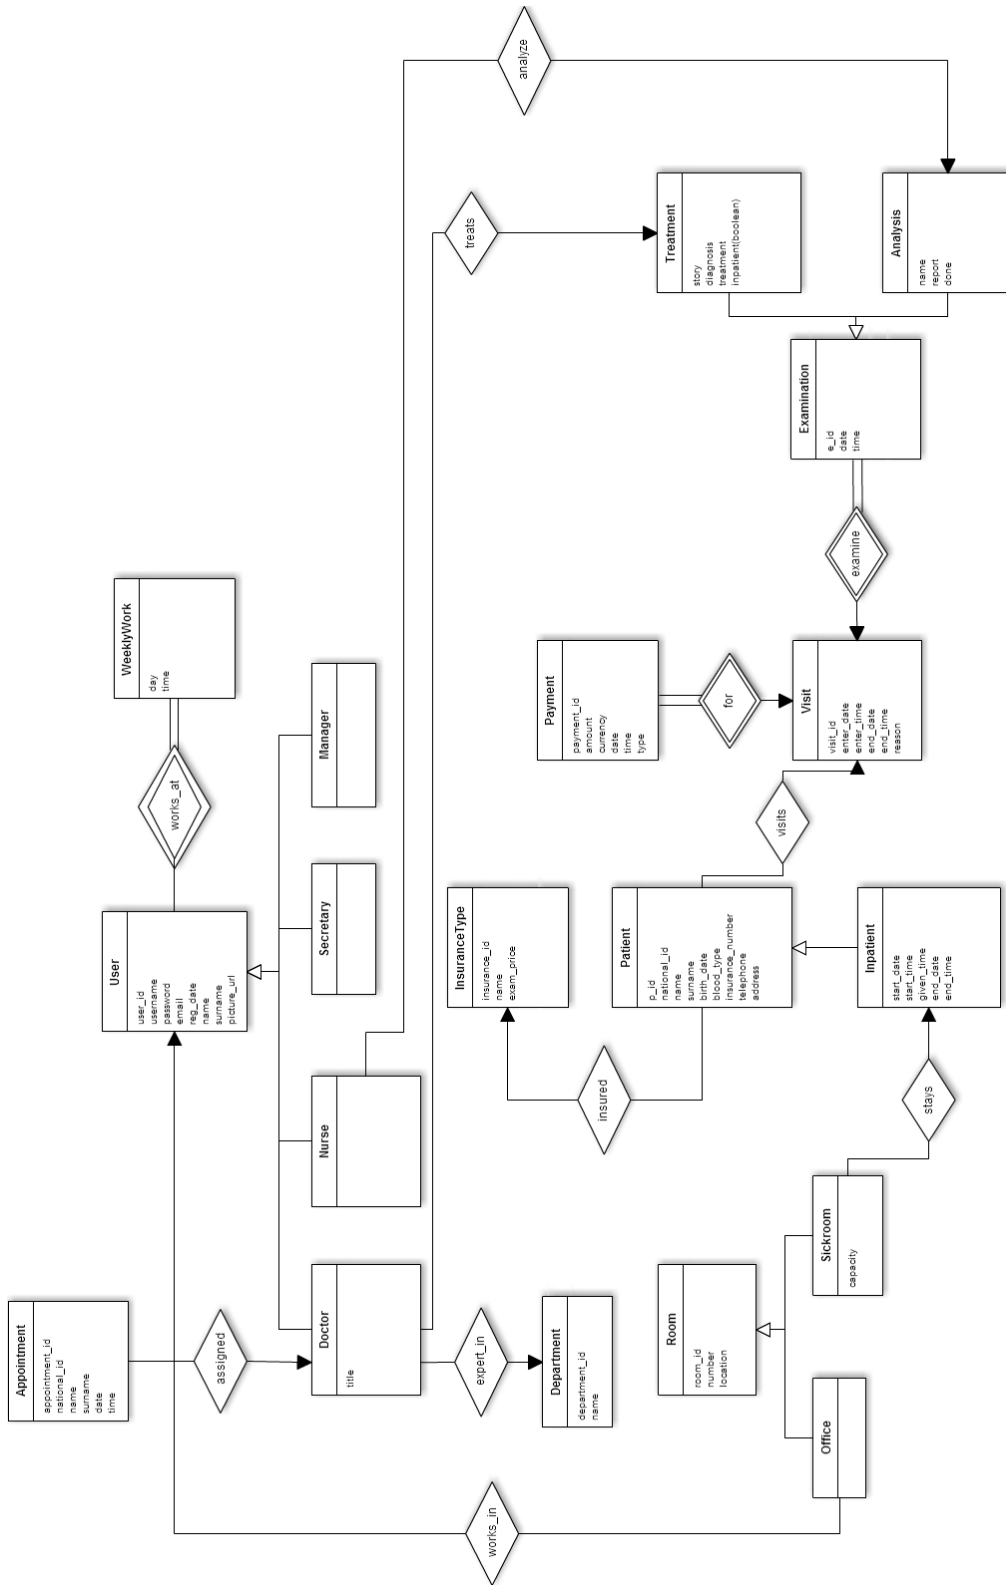 Appointment
appointment_id
national_id
name
surname
date
time
assigned
works_in
User
user_id
username
password
email
reg_date
name
surname
picture_url
works_at
WeeklyWork
day
time
Doctor
title
Nurse
Secretary
Manager
expert_in
Department
department_id
name
treats
analyze
Room
room_id
number
location
Office
Sickroom
capacity
stays
insured
InsuranceType
insurance_id
name
exam_price
Patient
p_id
national_id
name
surname
birth_date
blood_type
insurance_number
telephone
address
Inpatient
start_date
start_time
given_time
end_date
end_time
visits
Payment
payment_id
amount
currency
date
time
type
for
Visit
visit_id
enter_date
enter_time
end_date
end_time
reason
examine
Examination
e_id
date
time
Treatment
story
diagnosis
treatment
inpatient(boolean)
Analysis
name
report
done